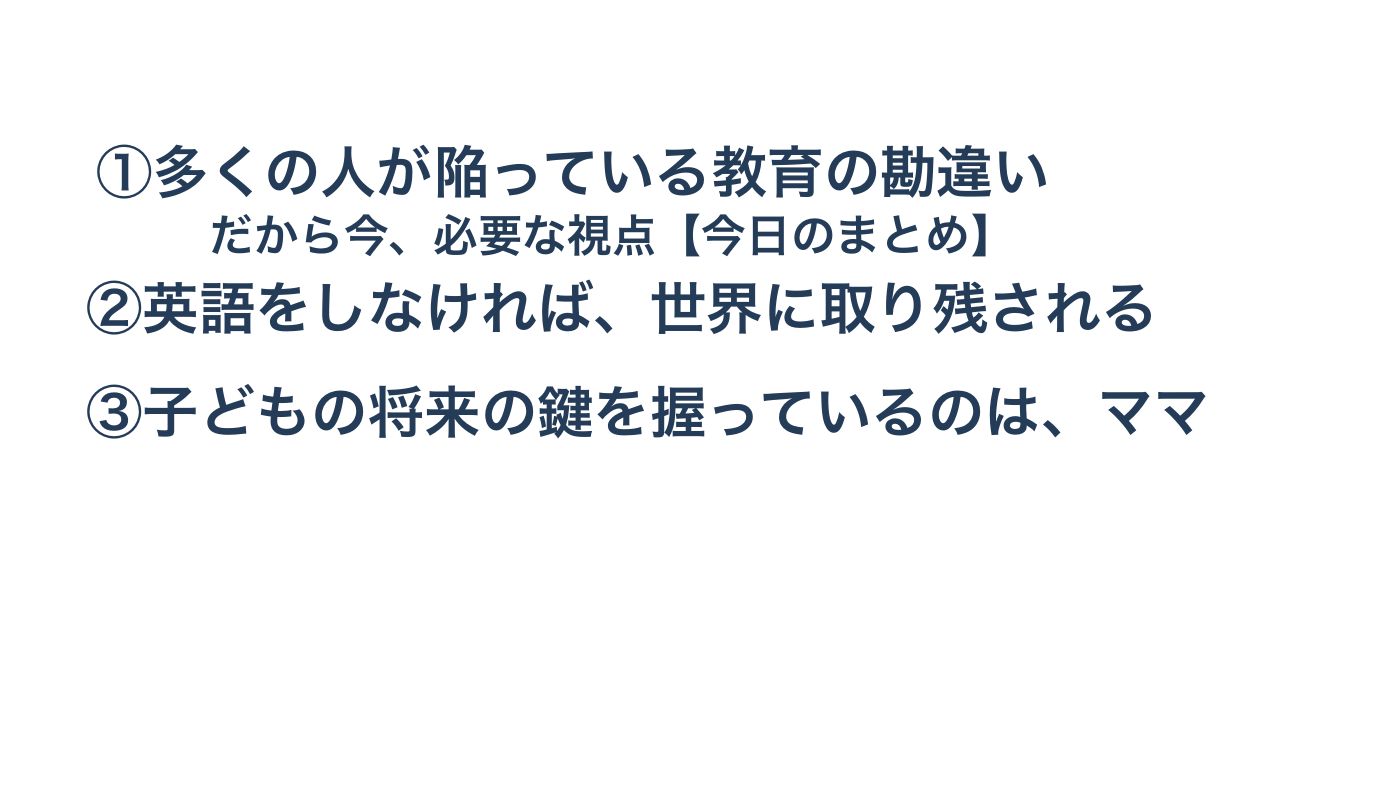 ①多くの人が陥っている教育の勘違い
だから今、必要な視点【今日のまとめ】
②英語をしなければ、世界に取り残される
③子どもの将来の鍵を握っているのは、ママ